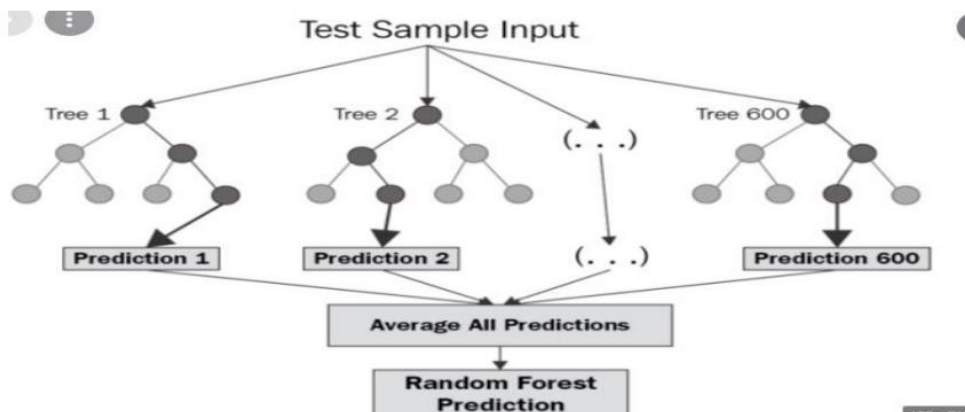 Test Sample Input
Tree 1
Tree 2
Tree 600
(. . .)
Prediction 1
Prediction 2
(. . .)
Prediction 600
Average All Predictions
Random Forest
Prediction